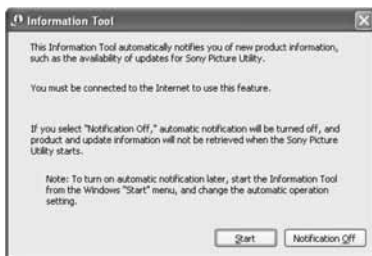 Information Tool
This Information Tool automatically notifies you of new product information,
such as the availability of updates for Sony Picture Utility.
You must be connected to the Internet to use this feature.
If you select "Notification Off," automatic notification will be turned off, and
product and update information will not be retrieved when the Sony Picture
Utility starts.
Note: To turn on automatic notification later, start the Information Tool
from the Windows "Start" menu, and change the automatic operation
setting.
Start
Notification Off